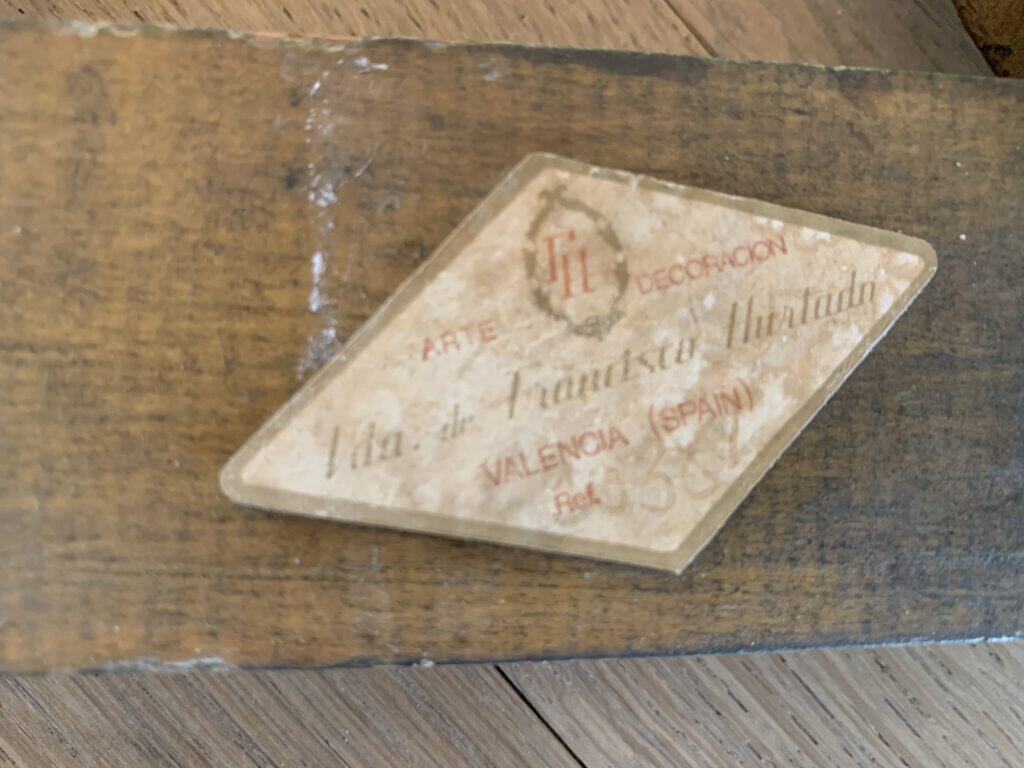 FH
ARTE DECORACION
Vda. de Francisco Hurtado
VALENCIA (SPAIN)
Ref.